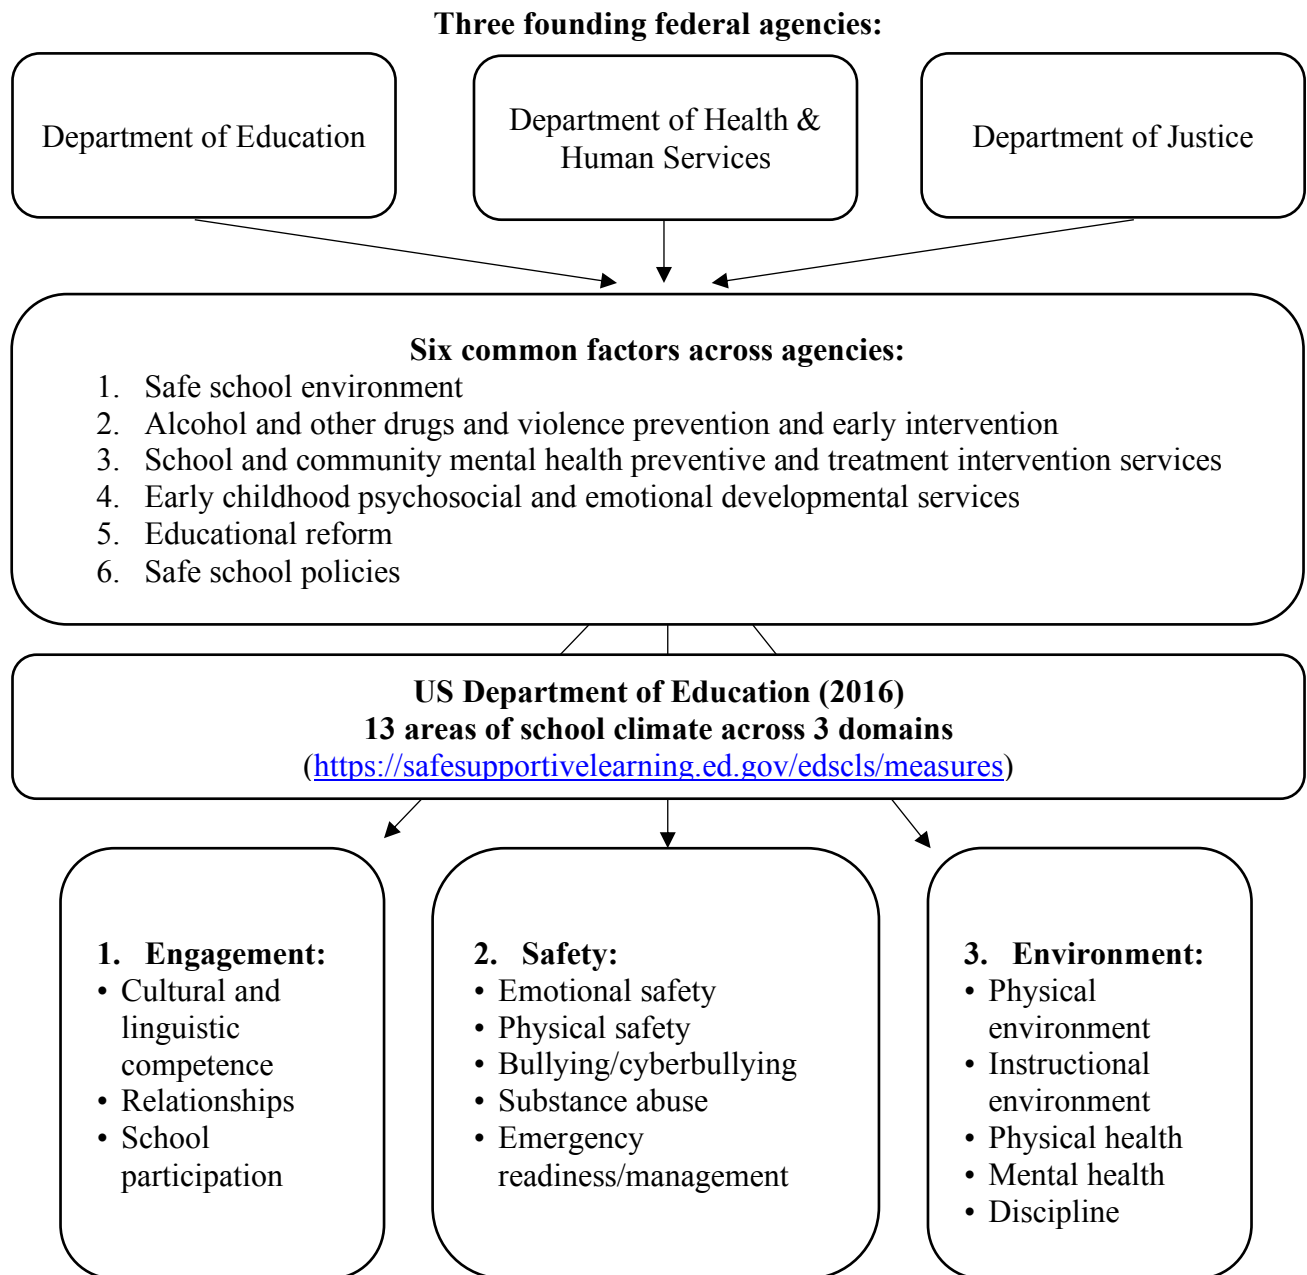 Three founding federal agencies:
Department of Education
Department of Health &
Human Services
Department of Justice
Six common factors across agencies:
1. Safe school environment
2. Alcohol and other drugs and violence prevention and early intervention
3. School and community mental health preventive and treatment intervention services
4. Early childhood psychosocial and emotional developmental services
5. Educational reform
6. Safe school policies
US Department of Education (2016)
13 areas of school climate across 3 domains
(https://safesupportivelearning.ed.gov/edscls/measures)
1. Engagement:
• Cultural and
linguistic
competence
• Relationships
• School
participation
2. Safety:
• Emotional safety
• Physical safety
• Bullying/cyberbullying
• Substance abuse
• Emergency
readiness/management
3. Environment:
• Physical
environment
• Instructional
environment
• Physical health
• Mental health
• Discipline